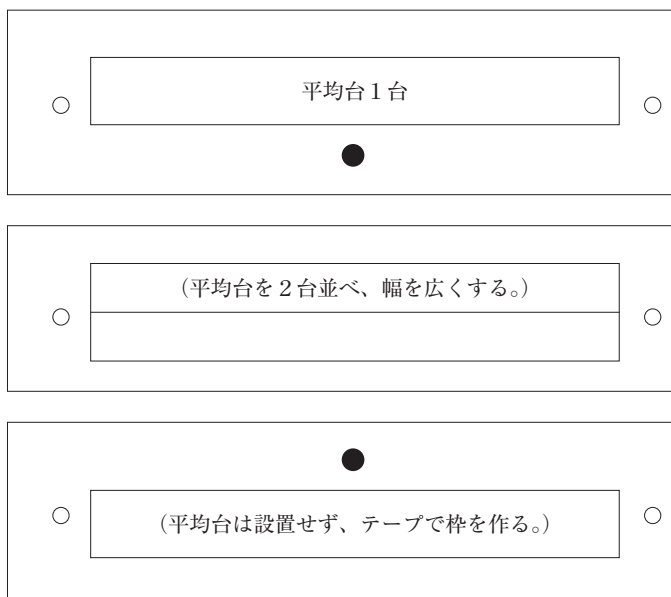 平均台１台
（平均台を２台並べ、幅を広くする。）
（平均台は設置せず、テープで枠を作る。）